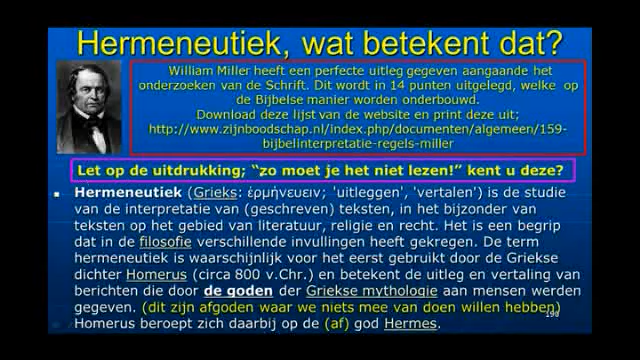 Hermeneutiek, wat betekent dat?
William Miller heeft een perfecte uitleg gegeven aangaande het
onderzoeken van de Schrift. Dit wordt in 14 punten uitgelegd, welke op
de Bijbelse manier worden onderbouwd.
Download deze lijst van de website en print deze uit;
http://www.zijnboodschap.nl/index.php/documenten/algemeen/159-
bijbelinterpretatie-regels-miller
Let op de uitdrukking; “zo moet je het niet lezen!” kent u deze?
▪ Hermeneutiek (Grieks: ἑρμήνευειν; 'uitleggen', 'vertalen') is de studie
van de interpretatie van (geschreven) teksten, in het bijzonder van
teksten op het gebied van literatuur, religie en recht. Het is een begrip
dat in de filosofie verschillende invullingen heeft gekregen. De term
hermeneutiek is waarschijnlijk voor het eerst gebruikt door de Griekse
dichter Homerus (circa 800 v.Chr.) en betekent de uitleg en vertaling van
berichten die door de goden der Griekse mythologie aan mensen werden
gegeven. (dit zijn afgoden waar we niets mee van doen willen hebben)
Homerus beroept zich daarbij op de (af) god Hermes.
190